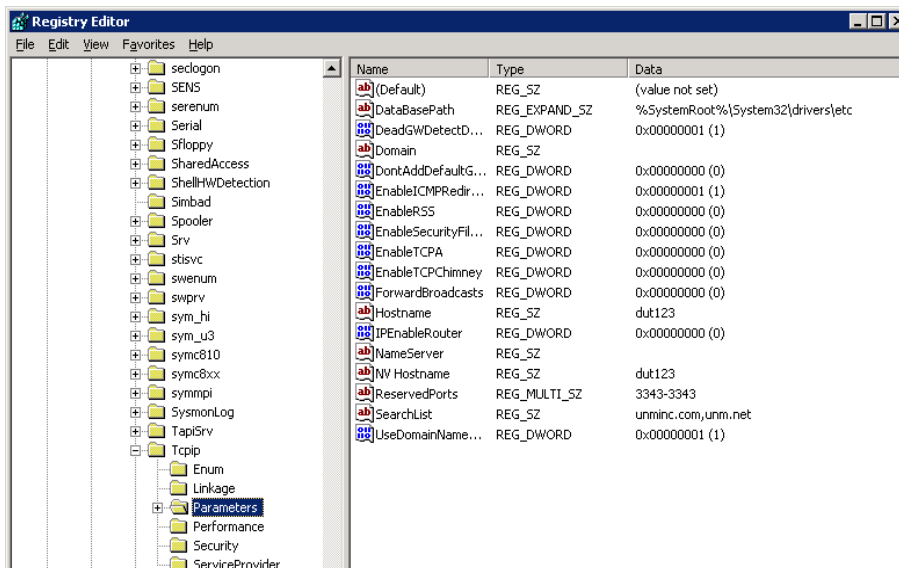 Registry Editor
File Edit View Favorites Help
seclogon
SENS
serenum
Serial
Sfloppy
SharedAccess
ShellHWDetection
Simbad
Spooler
Srv
stisvc
swenum
swprv
sym_hi
sym_u3
symc810
symc8xx
symmpi
SysmonLog
TapiSrv
Tcpip
Enum
Linkage
Parameters
Performance
Security
ServiceProvider
Name Type Data
(Default) REG_SZ (value not set)
DataBasePath REG_EXPAND_SZ %SystemRoot%\System32\drivers\etc
DeadGWDetectD... REG_DWORD 0x00000001 (1)
Domain REG_SZ
DontAddDefaultG... REG_DWORD 0x00000000 (0)
EnableICMPRedir... REG_DWORD 0x00000001 (1)
EnableRSS REG_DWORD 0x00000000 (0)
EnableSecurityFil... REG_DWORD 0x00000000 (0)
EnableTCPA REG_DWORD 0x00000000 (0)
EnableTCPChimney REG_DWORD 0x00000000 (0)
ForwardBroadcasts REG_DWORD 0x00000000 (0)
Hostname REG_SZ dut123
IPEnableRouter REG_DWORD 0x00000000 (0)
NameServer REG_SZ
NV Hostname REG_SZ dut123
ReservedPorts REG_MULTI_SZ 3343-3343
SearchList REG_SZ unminc.com,unm.net
UseDomainName... REG_DWORD 0x00000001 (1)